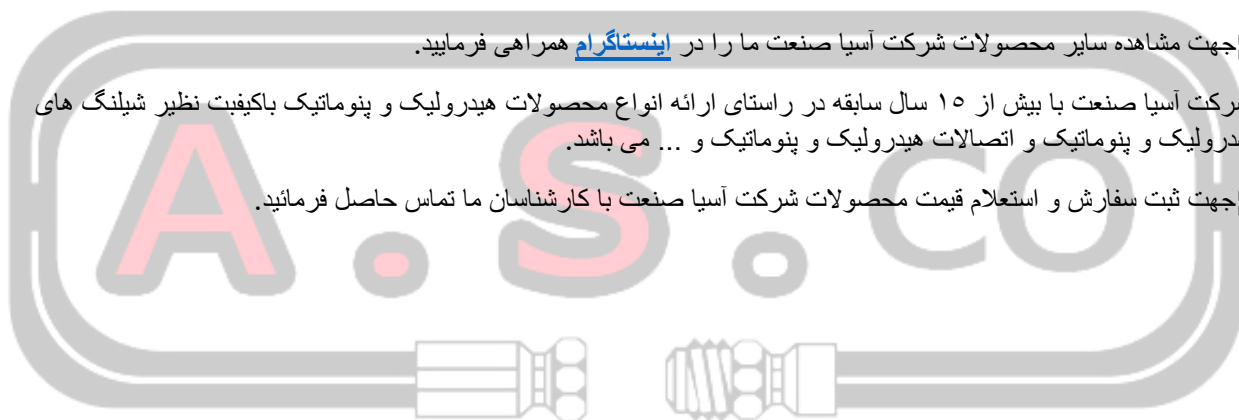 جهت مشاهده سایر محصولات شرکت آسیا صنعت ما را در اینستاگرام همراهی فرمایید.
شرکت آسیا صنعت با بیش از ۱۵ سال سابقه در راستای ارائه انواع محصولات هیدرولیک و پنوماتیک باکیفبت نظیر شیلنگ های
هیدرولیک و پنوماتیک و اتصالات هیدرولیک و پنوماتیک و ... می باشد.
جهت ثبت سفارش و استعلام قیمت محصولات شرکت آسیا صنعت با کارشناسان ما تماس حاصل فرمائید.
A.S.CO